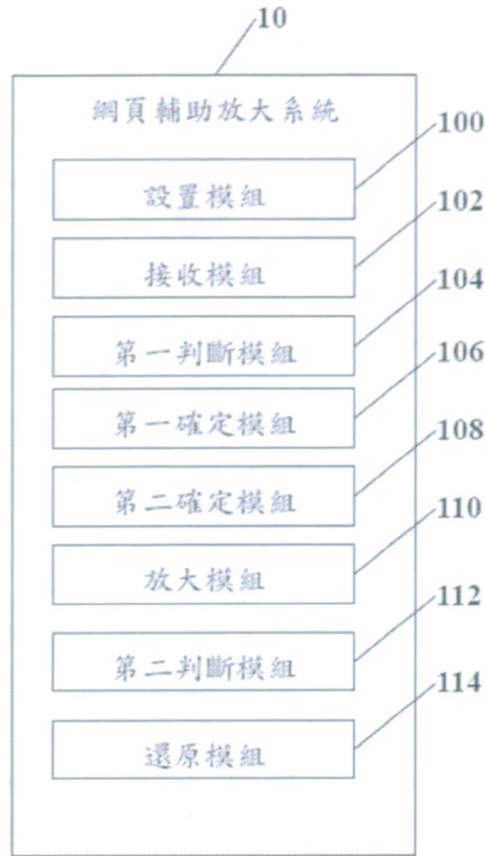 10
網頁輔助放大系統
100
設置模組
102
接收模組
104
第一判斷模組
106
第一確定模組
108
第二確定模組
110
放大模組
112
第二判斷模組
114
還原模組